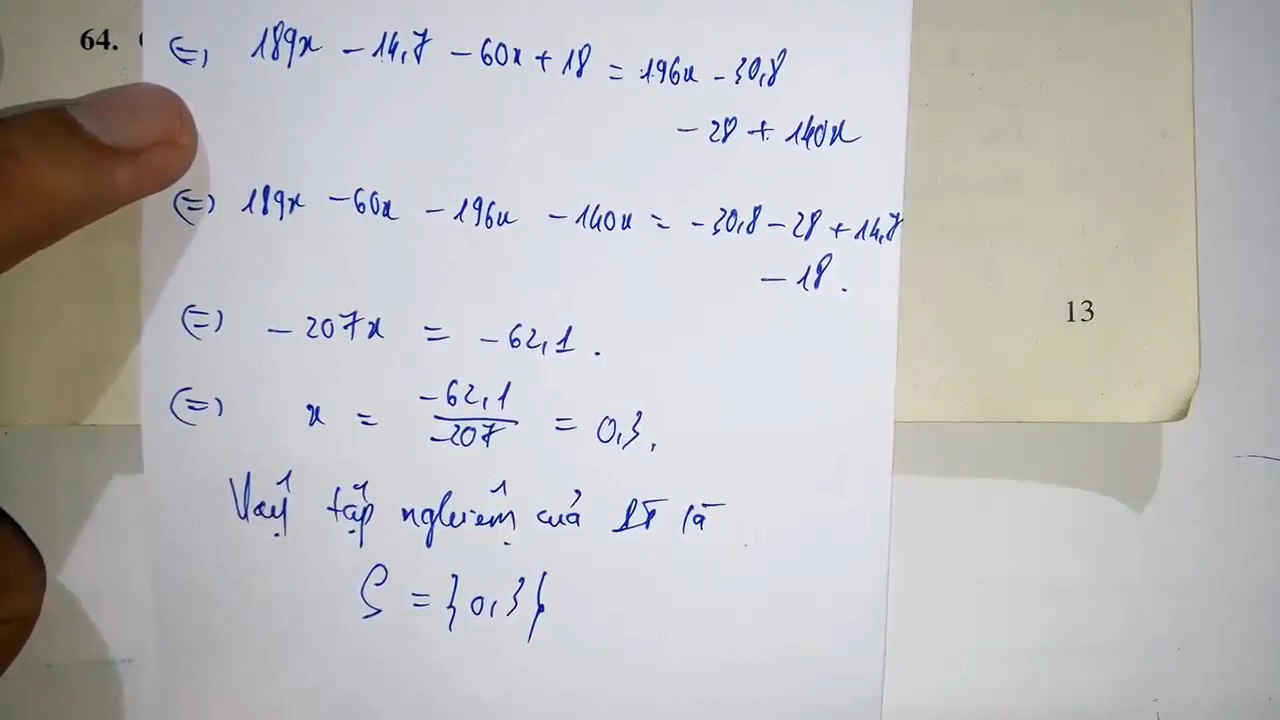 64.
(=) 189x - 14,7 - 60x + 18 = 196x - 30,8
- 28 + 140x
(=) 189x - 60x - 196x - 140x = - 30,8 - 28 + 14,7
- 18.
(=) - 207x = - 62,1.
(=) x = -62,1 / -207 = 0,3.
Vậy tập nghiệm của PT là
S = {0,3}
13